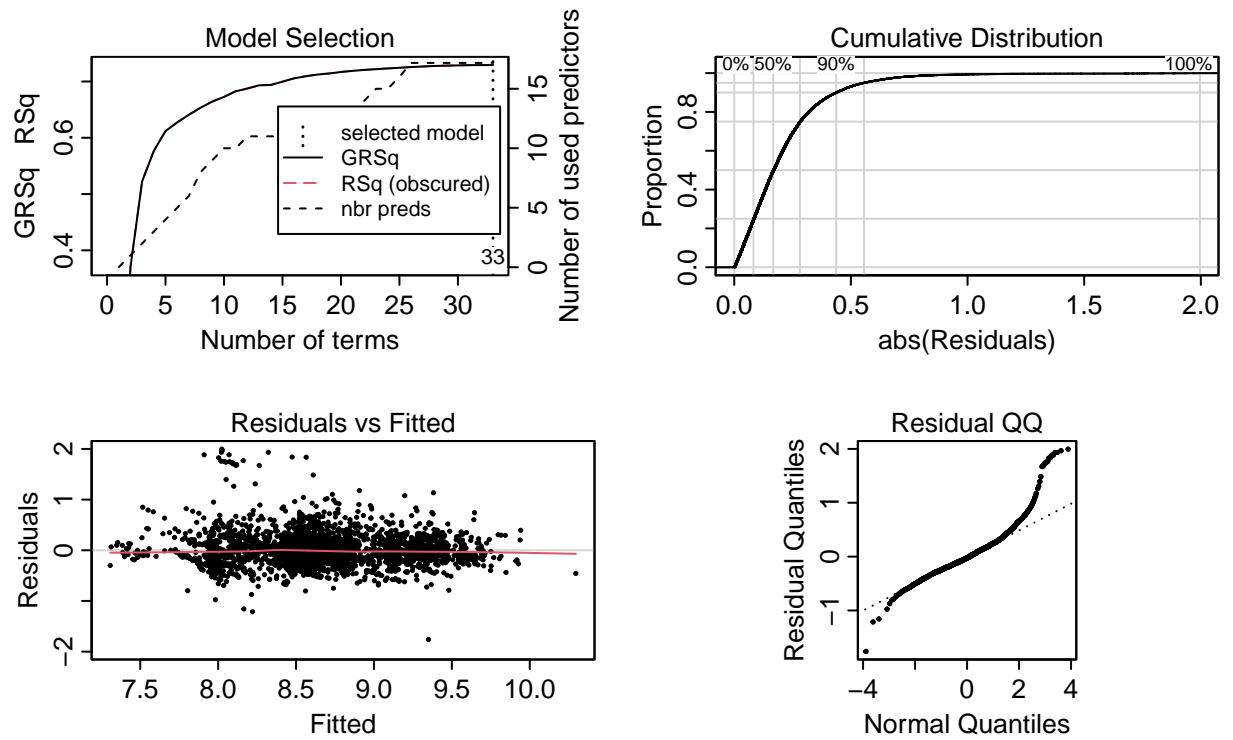 Model Selection
GRSq RSq
0.4 0.6
selected model
GRSq
RSq (obscured)
nbr preds
33
0 5 10 15
Number of used predictors
0 5 10 15 20 25 30
Number of terms
Cumulative Distribution
0% 50% 90% 100%
Proportion
0.0 0.4 0.8
0.0 0.5 1.0 1.5 2.0
abs(Residuals)
Residuals vs Fitted
Residuals
−2 0 1 2
7.5 8.0 8.5 9.0 9.5 10.0
Fitted
Residual QQ
Residual Quantiles
−1 0 1 2
−4 0 2 4
Normal Quantiles